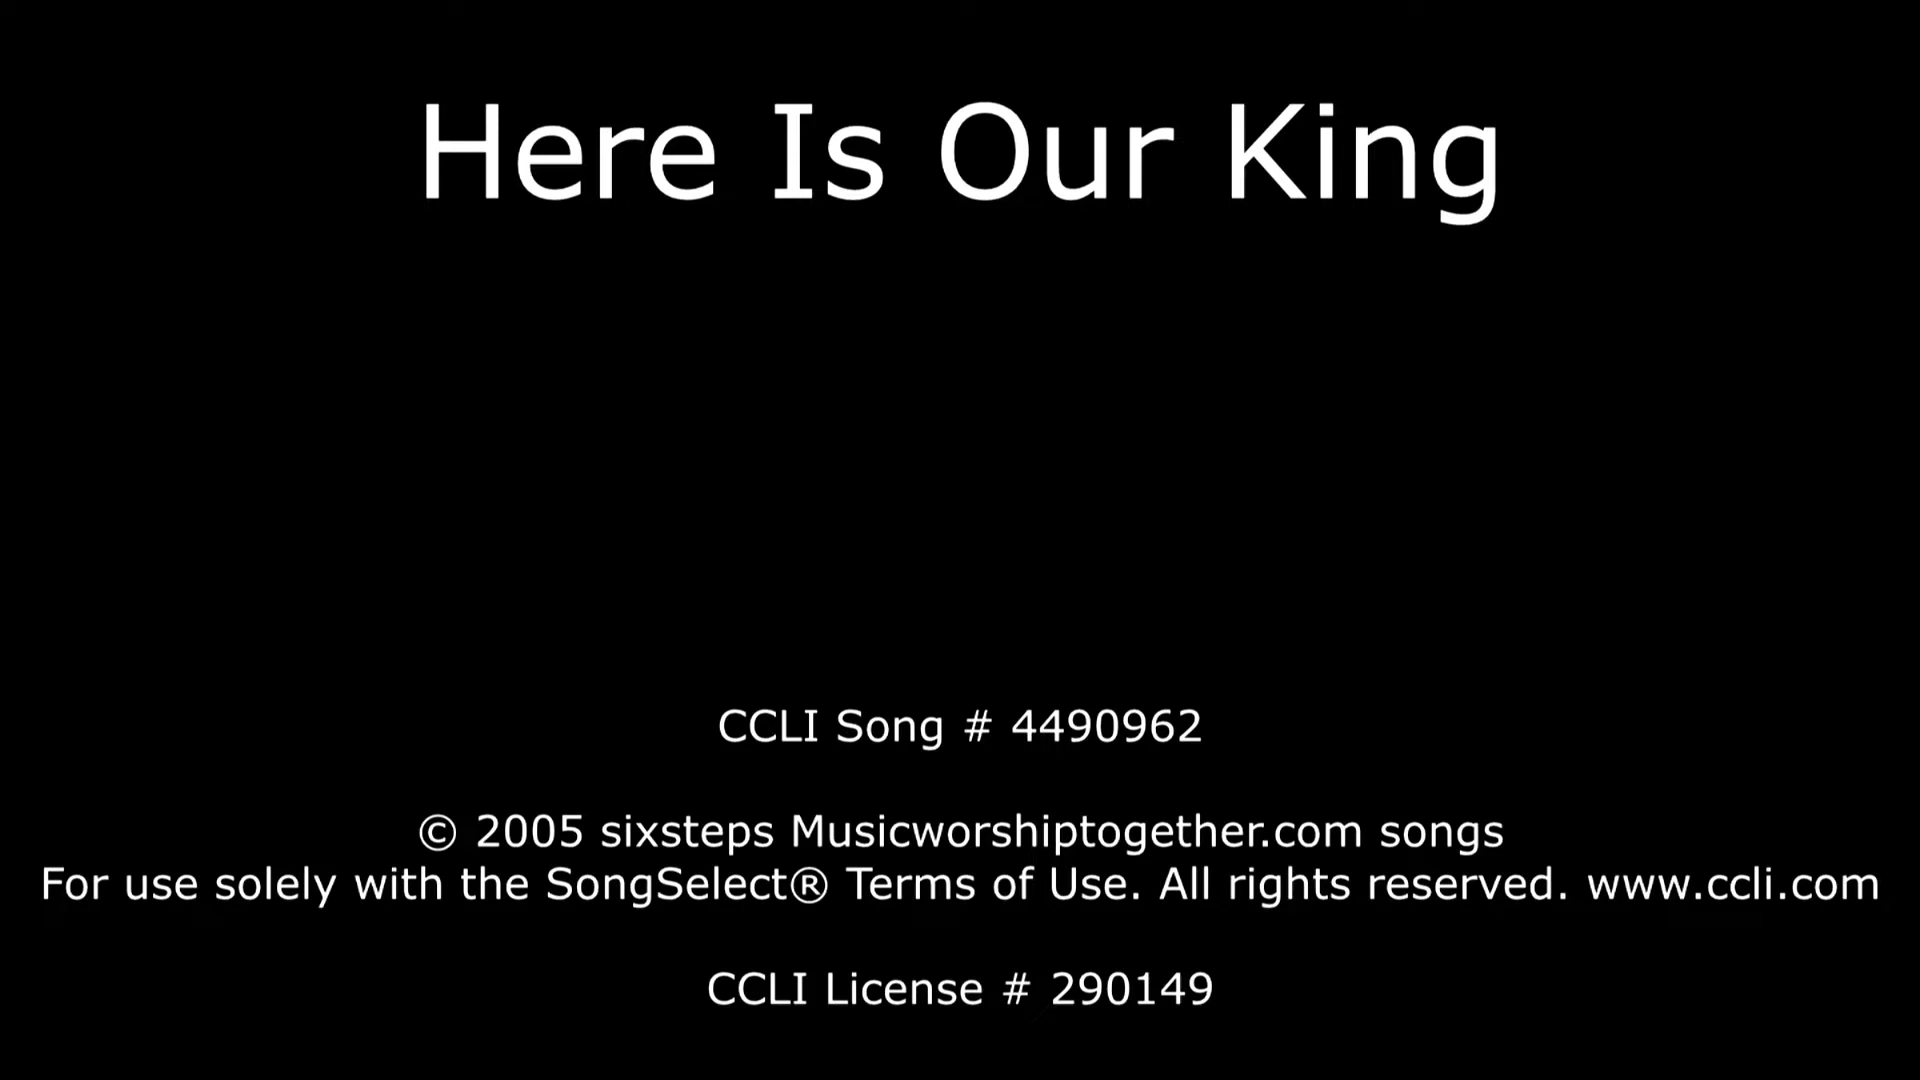 Here Is Our King
CCLI Song # 4490962
© 2005 sixsteps Musicworshiptogether.com songs
For use solely with the SongSelect® Terms of Use. All rights reserved. www.ccli.com
CCLI License # 290149